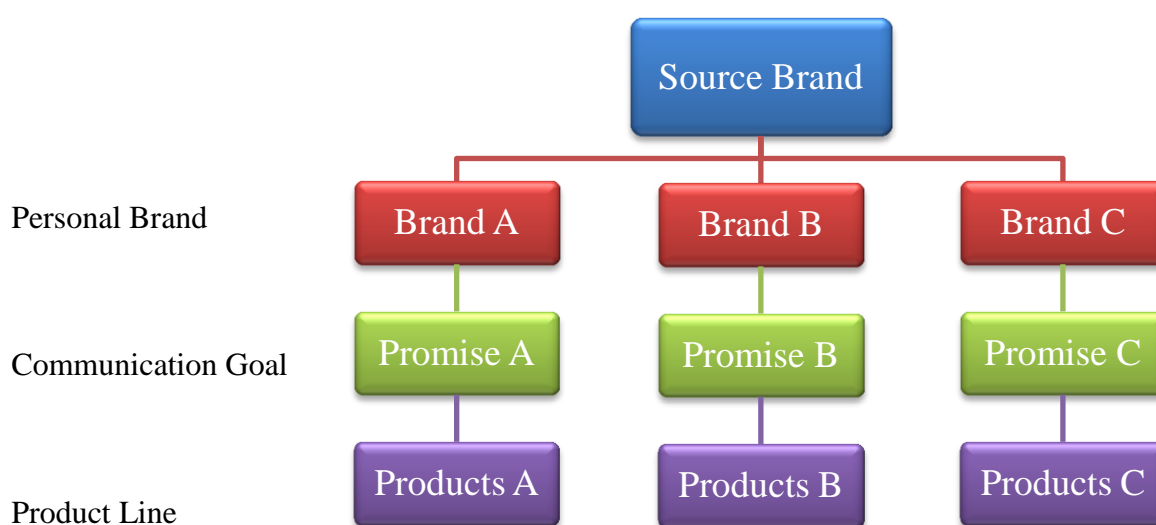 Source Brand
Personal Brand
Brand A
Brand B
Brand C
Communication Goal
Promise A
Promise B
Promise C
Product Line
Products A
Products B
Products C